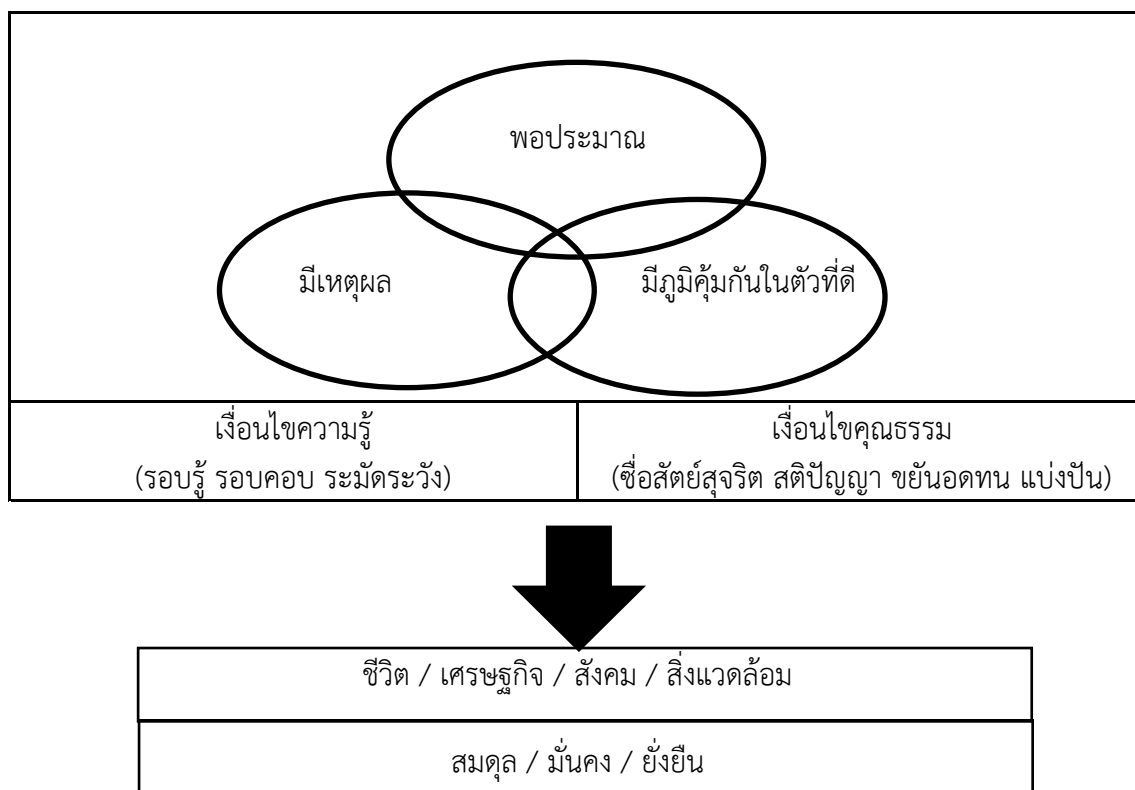 พอประมาณ
มีเหตุผล
มีภูมิคุ้มกันในตัวที่ดี
เงื่อนไขความรู้
(รอบรู้ รอบคอบ ระมัดระวัง)
เงื่อนไขคุณธรรม
(ซื่อสัตย์สุจริต สติปัญญา ขยันอดทน แบ่งปัน)
ชีวิต / เศรษฐกิจ / สังคม / สิ่งแวดล้อม
สมดุล / มั่นคง / ยั่งยืน